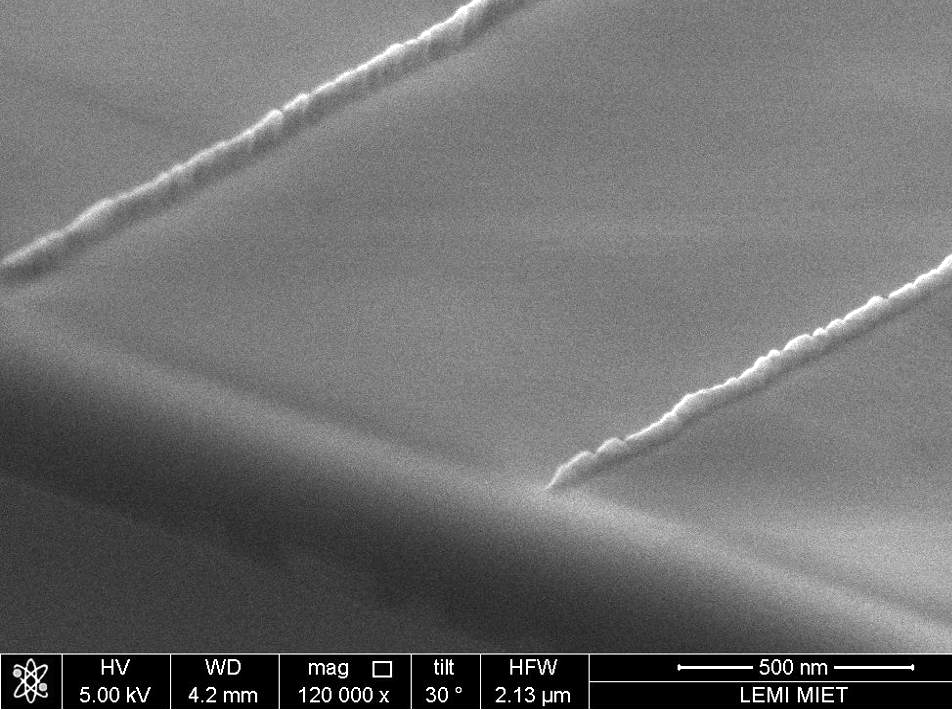 HV WD mag tilt HFW 500 nm
5.00 kV 4.2 mm 120 000 x 30 ° 2.13 µm LEMI MIET